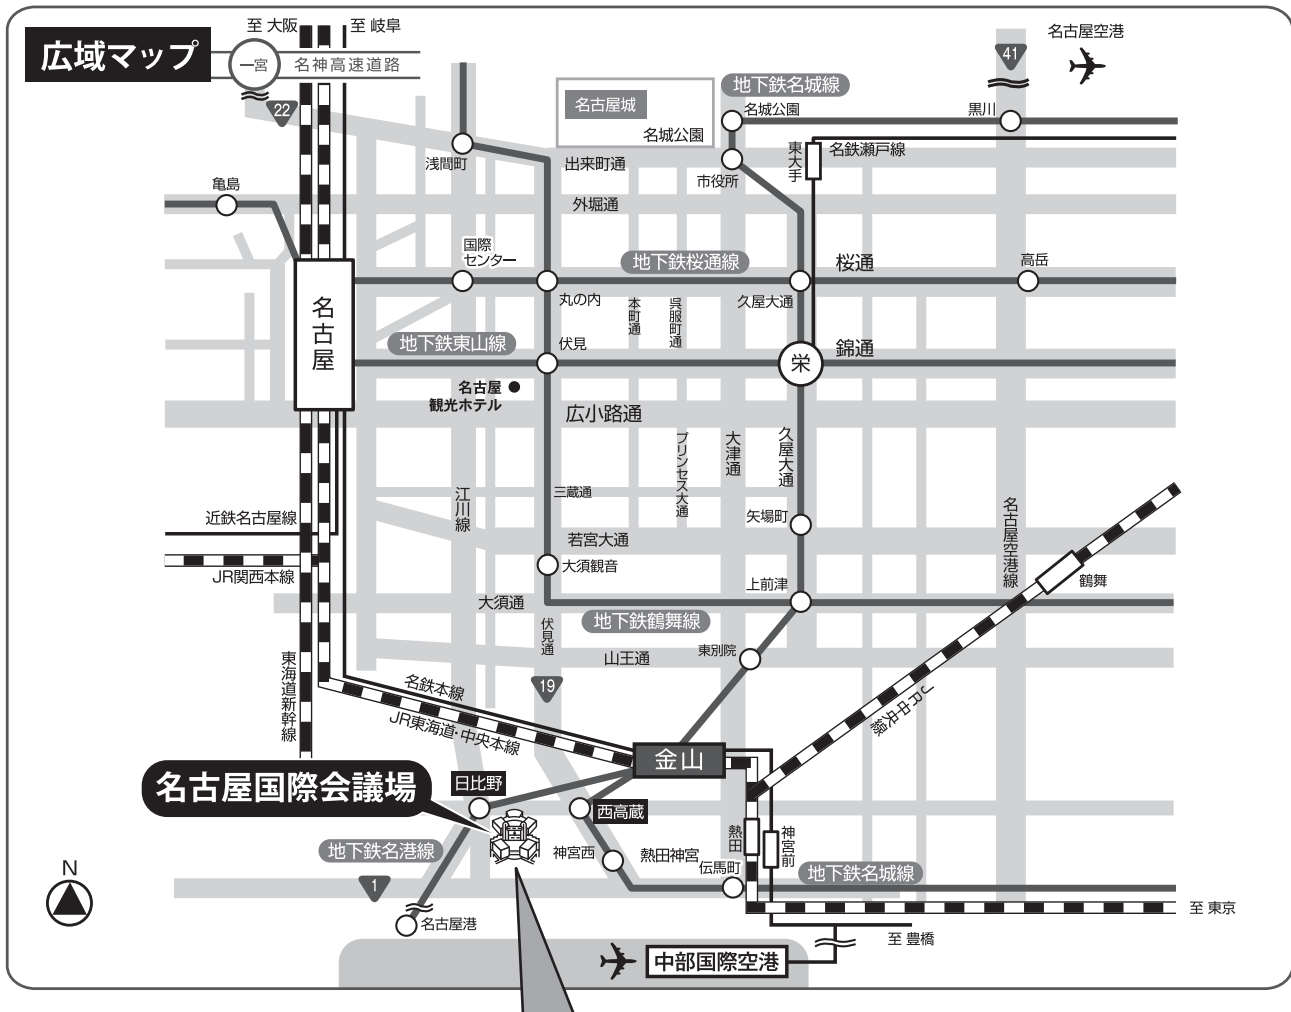 至 大阪
至 岐阜
広域マップ
一宮
名神高速道路
22
名古屋空港
41
地下鉄名城線
名古屋城
名城公園
名城公園
黒川
浅間町
出来町通
市役所
東大手
名鉄瀬戸線
亀島
外堀通
国際
センター
地下鉄桜通線
桜通
高岳
名古屋
丸の内
本町通
呉服町通
久屋大通
地下鉄東山線
伏見
栄
錦通
名古屋
観光ホテル
広小路通
プリンセス大通
大津通
久屋大通
江川線
三蔵通
名古屋空港線
近鉄名古屋線
若宮大通
矢場町
JR関西本線
大須観音
上前津
鶴舞
大須通
地下鉄鶴舞線
伏見通
山王通
東別院
東海道新幹線
名鉄本線
JR東海道・中央本線
19
JR中央線
金山
名古屋国際会議場
日比野
西高蔵
地下鉄名港線
神宮西
熱田神宮
熱田
神宮前
伝馬町
地下鉄名城線
N
1
名古屋港
至 東京
至 豊橋
中部国際空港